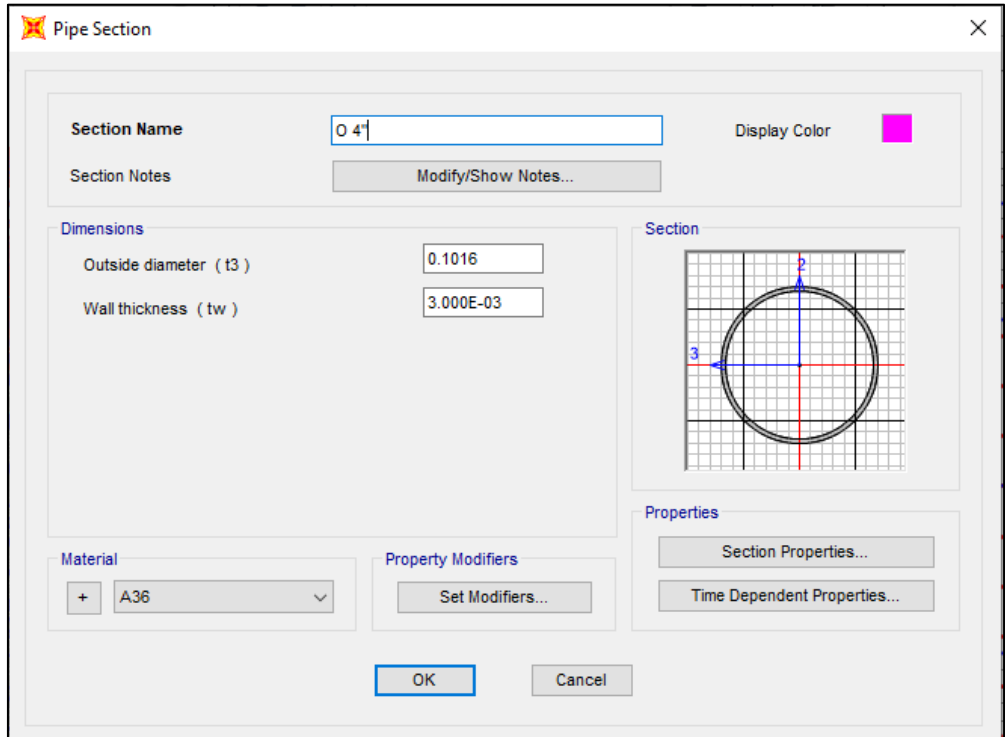 Pipe Section
Section Name
O 4"
Display Color
Section Notes
Modify/Show Notes...
Dimensions
Outside diameter ( t3 )
0.1016
Wall thickness ( tw )
3.000E-03
Section
2
3
Properties
Section Properties...
Time Dependent Properties...
Material
+
A36
Property Modifiers
Set Modifiers...
OK
Cancel